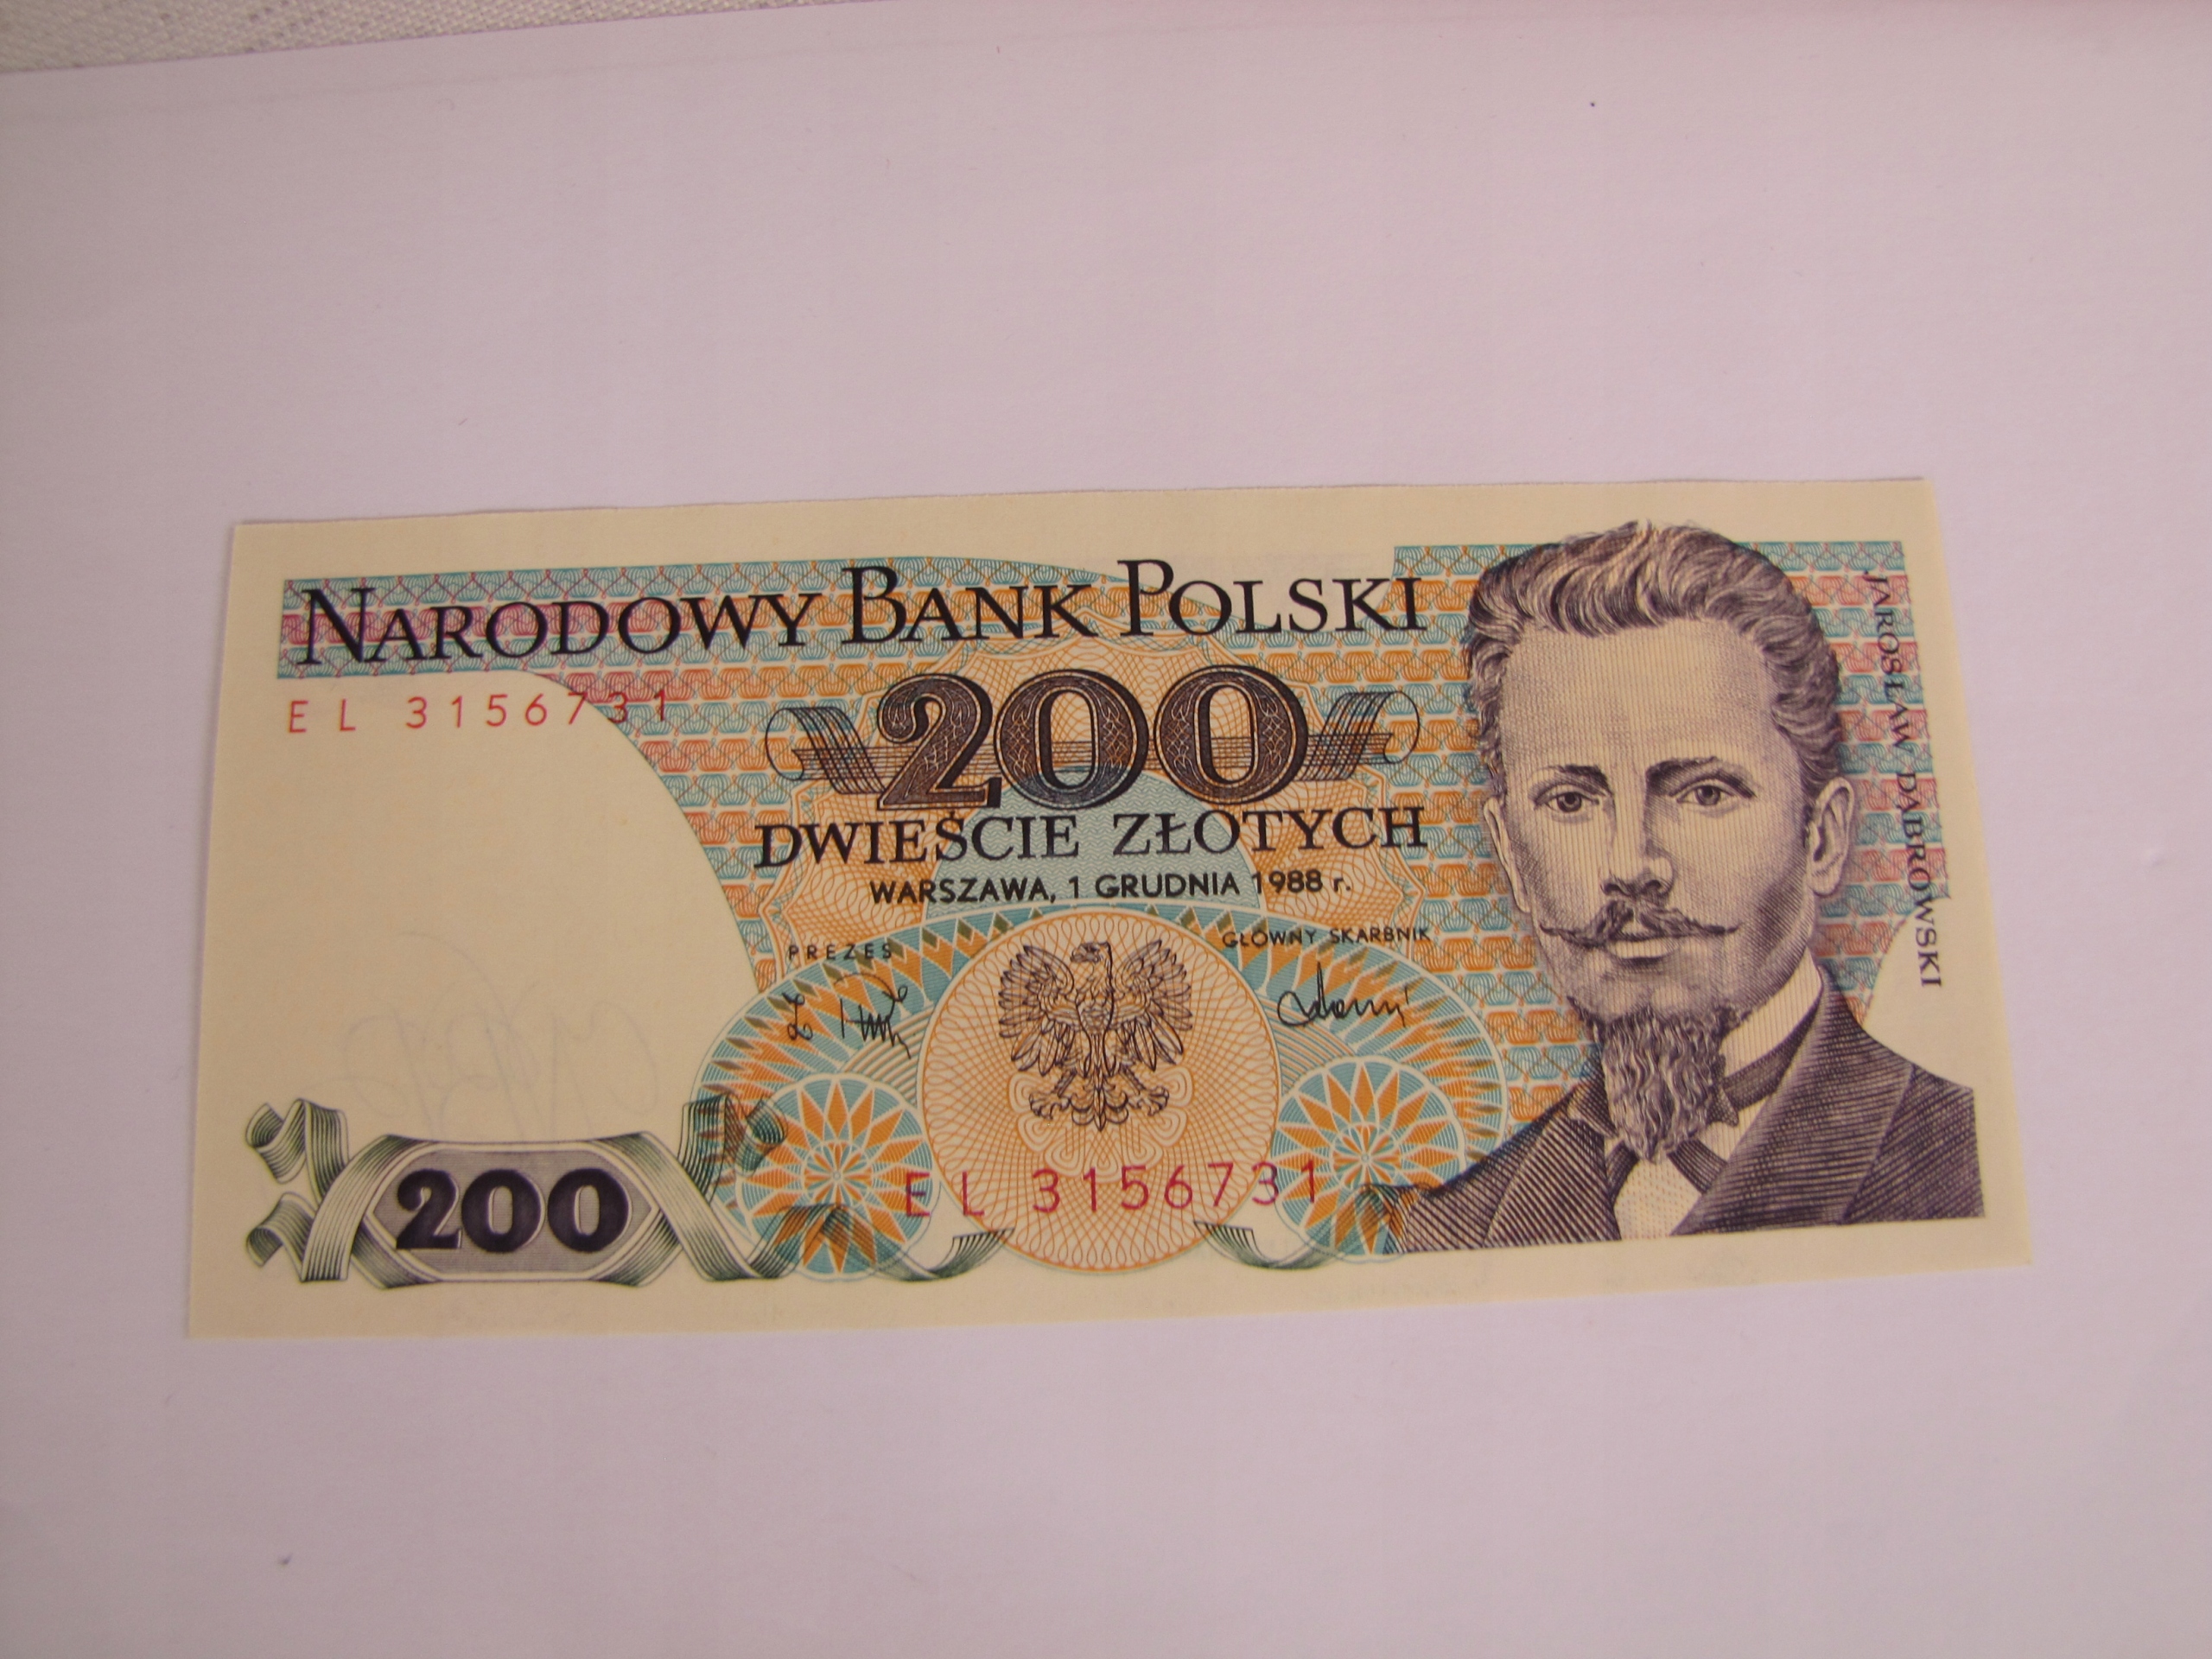 NARODOWY BANK POLSKI
EL 3156731
200
DWIEŚCIE ZŁOTYCH
WARSZAWA, 1 GRUDNIA 1988 r.
PREZES
GŁÓWNY SKARBNIK
EL 3156731
200
JAROSŁAW DĄBROWSKI